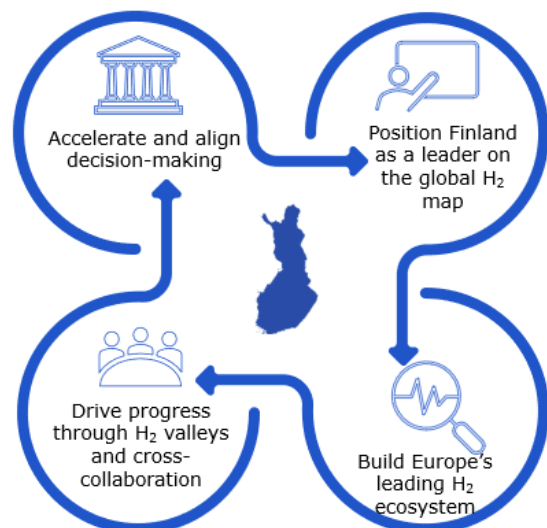 Accelerate and align
decision-making
Position Finland
as a leader on
the global H₂
map
Drive progress
through H₂ valleys
and cross-
collaboration
Build Europe's
leading H₂
ecosystem